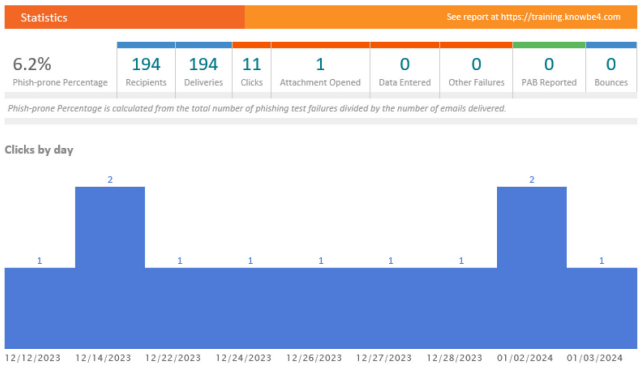 Statistics
See report at https://training.knowbe4.com
6.2% 194 194 11 1 0 0 0 0
Phish-prone Percentage Recipients Deliveries Clicks Attachment Opened Data Entered Other Failures PAB Reported Bounces
Phish-prone Percentage is calculated from the total number of phishing test failures divided by the number of emails delivered.
Clicks by day
2 2
1 1 1 1 1 1 1
12/12/2023 12/14/2023 12/22/2023 12/24/2023 12/26/2023 12/27/2023 12/28/2023 01/02/2024 01/03/2024